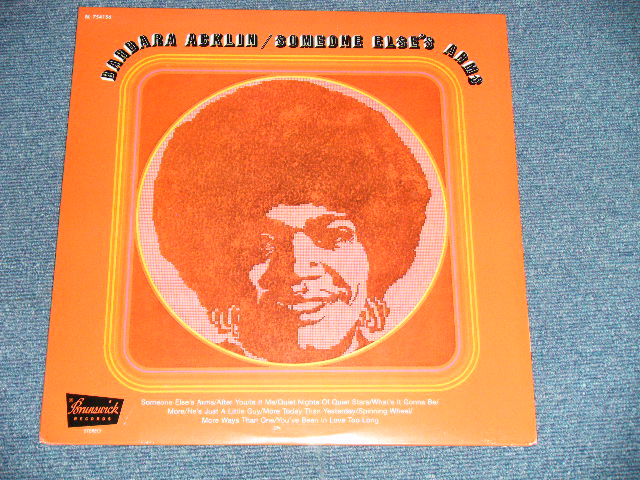 BL 754156
BARBARA ACKLIN/SOMEONE ELSE'S ARMS
Someone Else's Arms/After You/Is It Me/Quiet Nights Of Quiet Stars/What's It Gonna Be/
More/He's Just A Little Guy/More Today Than Yesterday/Spinning Wheel/
More Ways Than One/You've Been In Love Too Long
Brunswick
RECORDS
STEREO